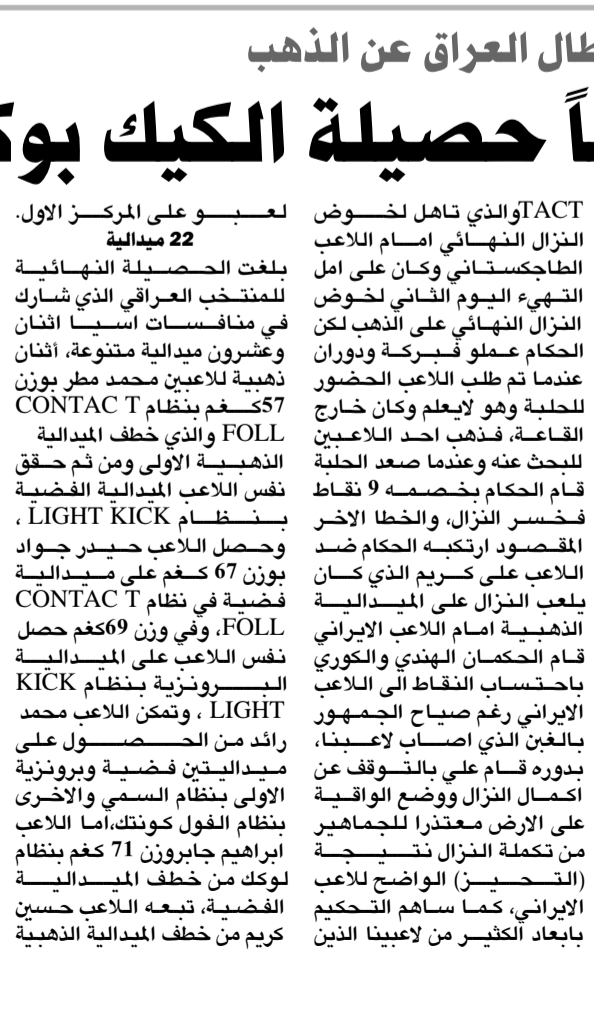 طال العراق عن الذهب
اً حصيلة الكيك بوك
TACTوالذي تاهل لخوض
النزال النهائي امام اللاعب
الطاجكستاني وكان على امل
التهيء اليوم الثاني لخوض
النزال النهائي على الذهب لكن
الحكام عملو فبركة ودوران
عندما تم طلب اللاعب الحضور
للحلبة وهو لايعلم وكان خارج
القاعة، فذهب احد اللاعبين
للبحث عنه وعندما صعد الحلبة
قام الحكام بخصمه 9 نقاط
فخسر النزال، والخطا الاخر
المقصود ارتكبه الحكام ضد
اللاعب على كريم الذي كان
يلعب النزال على الميدالية
الذهبية امام اللاعب الايراني
قام الحكمان الهندي والكوري
باحتساب النقاط الى اللاعب
الايراني رغم صياح الجمهور
بالغبن الذي اصاب لاعبنا،
بدوره قام علي بالتوقف عن
اكمال النزال ووضع الواقية
على الارض معتذرا للجماهير
من تكملة النزال نتيجة
(التحيز) الواضح للاعب
الايراني، كما ساهم التحكيم
بابعاد الكثير من لاعبينا الذين
لعبو على المركز الاول.
22 ميدالية
بلغت الحصيلة النهائية
للمنتخب العراقي الذي شارك
في منافسات اسيا اثنان
وعشرون ميدالية متنوعة، أثنان
ذهبية للاعبين محمد مطر بوزن
57كغم بنظام CONTAC T
FOLL والذي خطف الميدالية
الذهبية الاولى ومن ثم حقق
نفس اللاعب الميدالية الفضية
بنظام LIGHT KICK ،
وحصل اللاعب حيدر جواد
بوزن 67 كغم على ميدالية
فضية في نظام CONTAC T
FOLL، وفي وزن 69كغم حصل
نفس اللاعب على الميدالية
البرونزية بنظام KICK
LIGHT ، وتمكن اللاعب محمد
رائد من الحصول على
ميداليتين فضية وبرونزية
الاولى بنظام السمي والاخرى
بنظام الفول كونتك،اما اللاعب
ابراهيم جابروزن 71 كغم بنظام
لوكك من خطف الميدالية
الفضية، تبعه اللاعب حسين
كريم من خطف الميدالية الذهبية